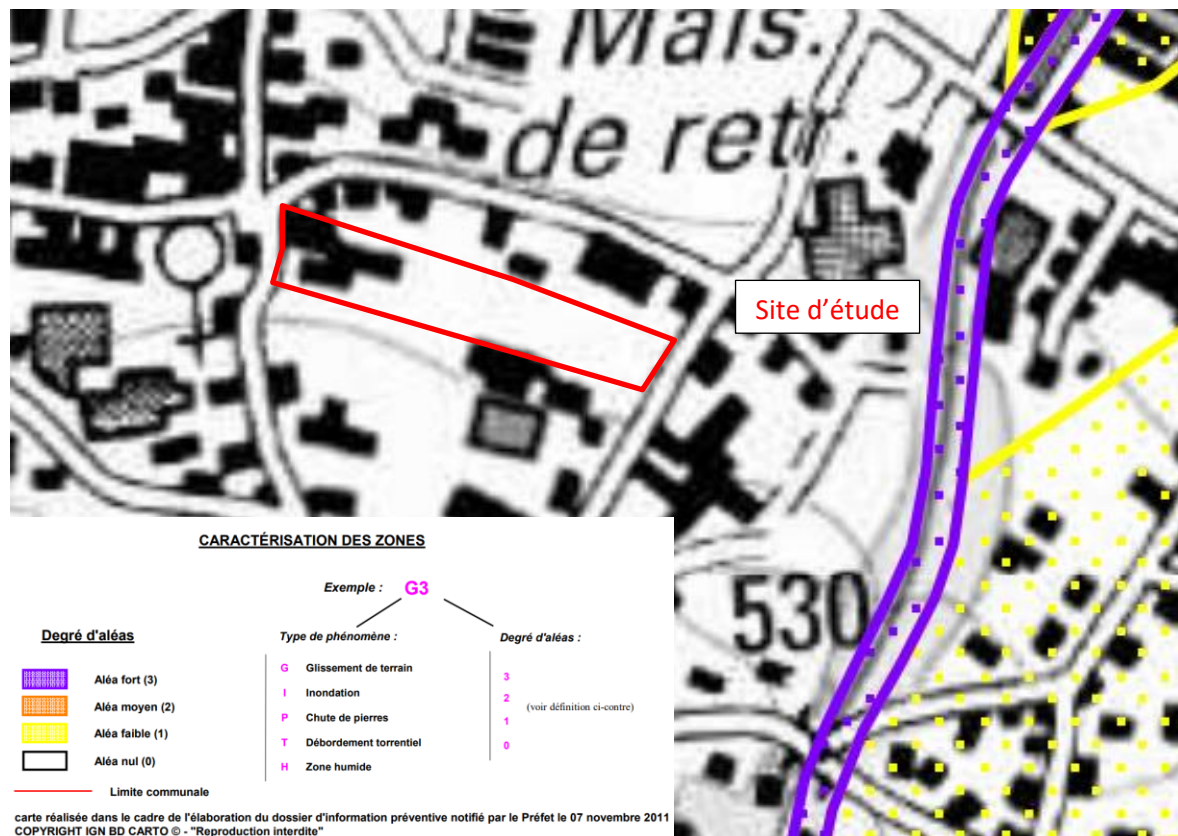 Mais.
de retr.
Site d'étude
530
CARACTÉRISATION DES ZONES
Exemple : G3
Degré d'aléas
Type de phénomène :
Degré d'aléas :
Aléa fort (3)
Aléa moyen (2)
Aléa faible (1)
Aléa nul (0)
Limite communale
G Glissement de terrain
I Inondation
P Chute de pierres
T Débordement torrentiel
H Zone humide
3
2
(voir définition ci-contre)
1
0
carte réalisée dans le cadre de l'élaboration du dossier d'information préventive notifié par le Préfet le 07 novembre 2011
COPYRIGHT IGN BD CARTO © - "Reproduction interdite"